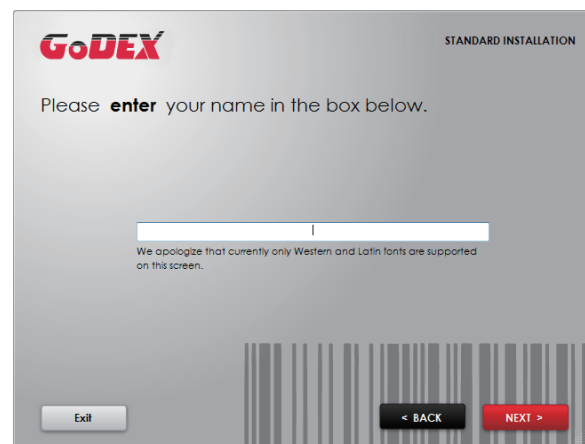 GoDEX
STANDARD INSTALLATION
Please enter your name in the box below.
We apologize that currently only Western and Latin fonts are supported
on this screen.
Exit
< BACK
NEXT >